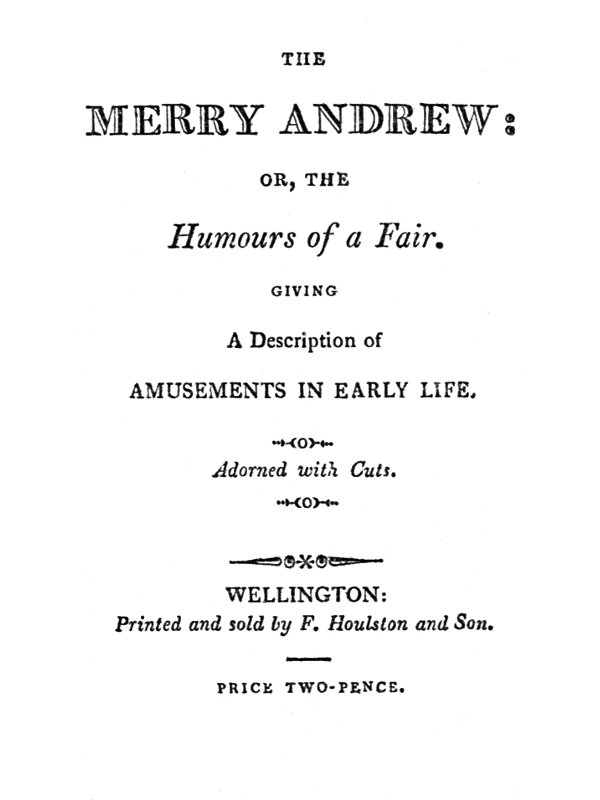 THE
MERRY ANDREW:
OR, THE
Humours of a Fair.
GIVING
A Description of
AMUSEMENTS IN EARLY LIFE.
Adorned with Cuts.
WELLINGTON:
Printed and sold by F. Houlston and Son.
PRICE TWO-PENCE.